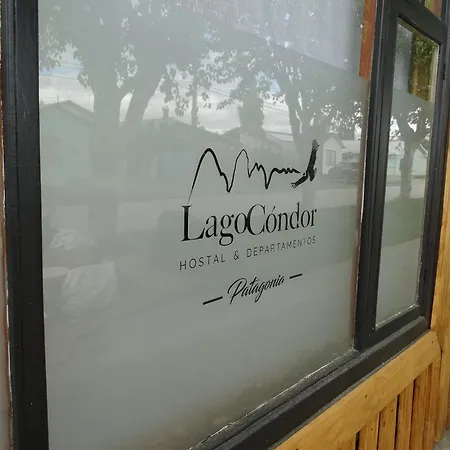 LagoCóndor
HOSTAL & DEPARTAMENTOS
Patagonia